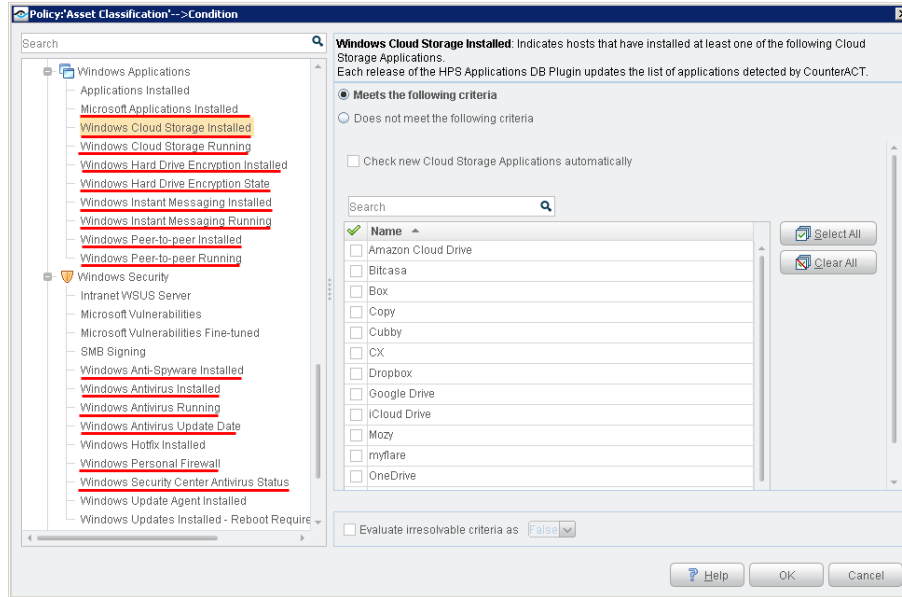 Policy:'Asset Classification'-->Condition
Search
Windows Applications
Applications Installed
Microsoft Applications Installed
Windows Cloud Storage Installed
Windows Cloud Storage Running
Windows Hard Drive Encryption Installed
Windows Hard Drive Encryption State
Windows Instant Messaging Installed
Windows Instant Messaging Running
Windows Peer-to-peer Installed
Windows Peer-to-peer Running
Windows Security
Intranet WSUS Server
Microsoft Vulnerabilities
Microsoft Vulnerabilities Fine-tuned
SMB Signing
Windows Anti-Spyware Installed
Windows Antivirus Installed
Windows Antivirus Running
Windows Antivirus Update Date
Windows Hotfix Installed
Windows Personal Firewall
Windows Security Center Antivirus Status
Windows Update Agent Installed
Windows Updates Installed - Reboot Require
Windows Cloud Storage Installed: Indicates hosts that have installed at least one of the following Cloud
Storage Applications.
Each release of the HPS Applications DB Plugin updates the list of applications detected by CounterACT.
Meets the following criteria
Does not meet the following criteria
Check new Cloud Storage Applications automatically
Search
Name
Amazon Cloud Drive
Bitcasa
Box
Copy
Cubby
CX
Dropbox
Google Drive
iCloud Drive
Mozy
myflare
OneDrive
Select All
Clear All
Evaluate irresolvable criteria as False
Help OK Cancel